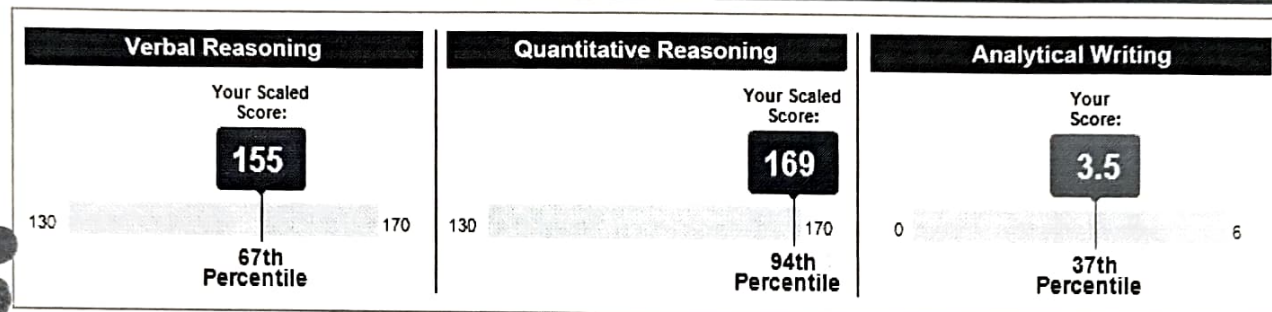 Verbal Reasoning
Your Scaled
Score:
155
130
170
67th
Percentile
Quantitative Reasoning
Your Scaled
Score:
169
130
170
94th
Percentile
Analytical Writing
Your
Score:
3.5
0
6
37th
Percentile